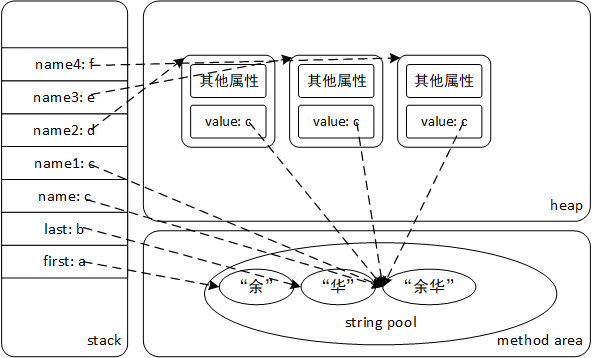 name4: f
name3: e
name2: d
name1: c
name: c
last: b
first: a
stack
其他属性
value: c
其他属性
value: c
其他属性
value: c
heap
“余”
“华”
“余华”
string pool
method area